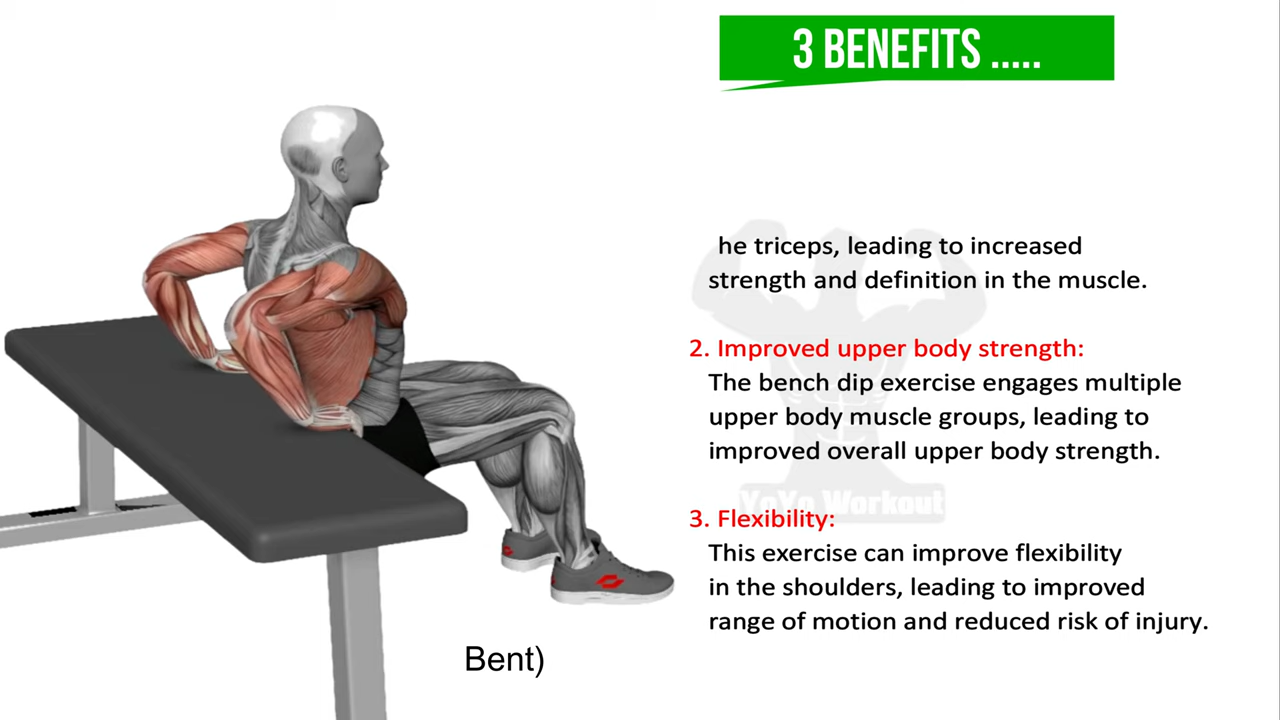 3 BENEFITS .....
he triceps, leading to increased
strength and definition in the muscle.
2. Improved upper body strength:
The bench dip exercise engages multiple
upper body muscle groups, leading to
improved overall upper body strength.
YoYo Workout
3. Flexibility:
This exercise can improve flexibility
in the shoulders, leading to improved
range of motion and reduced risk of injury.
Bent)